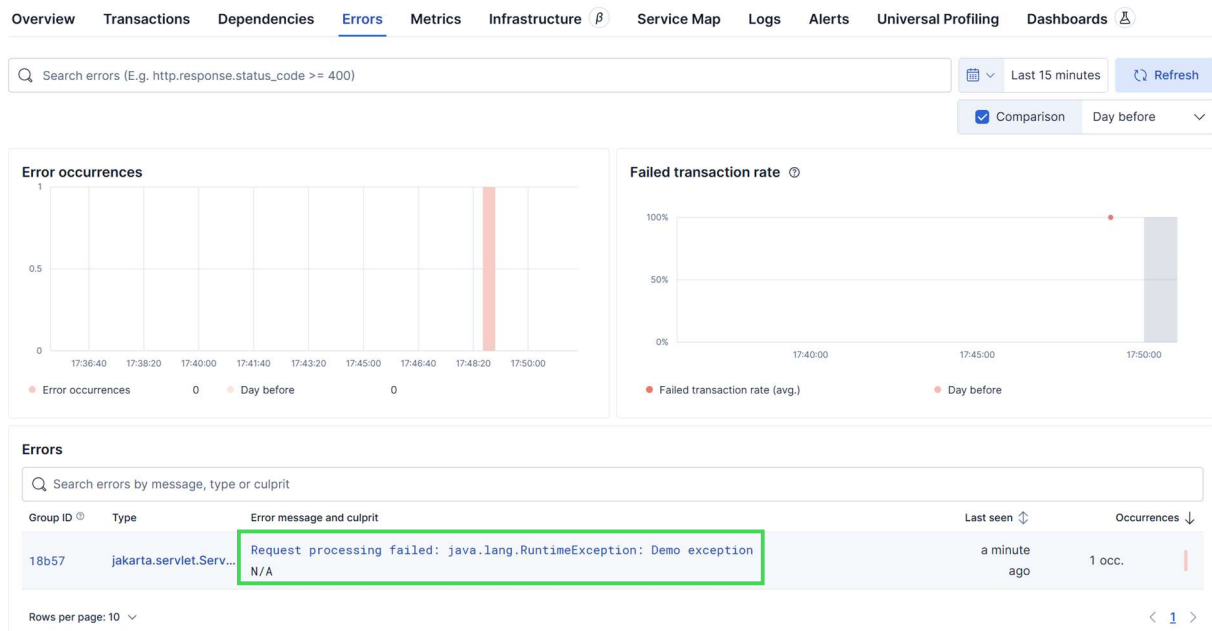 Overview Transactions Dependencies Errors Metrics Infrastructure β Service Map Logs Alerts Universal Profiling Dashboards
Search errors (E.g. http.response.status_code >= 400) Last 15 minutes Refresh
Comparison Day before
Error occurrences
1
0.5
0
17:36:40 17:38:20 17:40:00 17:41:40 17:43:20 17:45:00 17:46:40 17:48:20 17:50:00
Error occurrences 0 Day before 0
Failed transaction rate
100%
50%
0%
17:40:00 17:45:00 17:50:00
Failed transaction rate (avg.) Day before
Errors
Search errors by message, type or culprit
Group ID Type Error message and culprit Last seen Occurrences
18b57 jakarta.servlet.Serv... Request processing failed: java.lang.RuntimeException: Demo exception a minute ago 1 occ.
N/A
Rows per page: 10 1